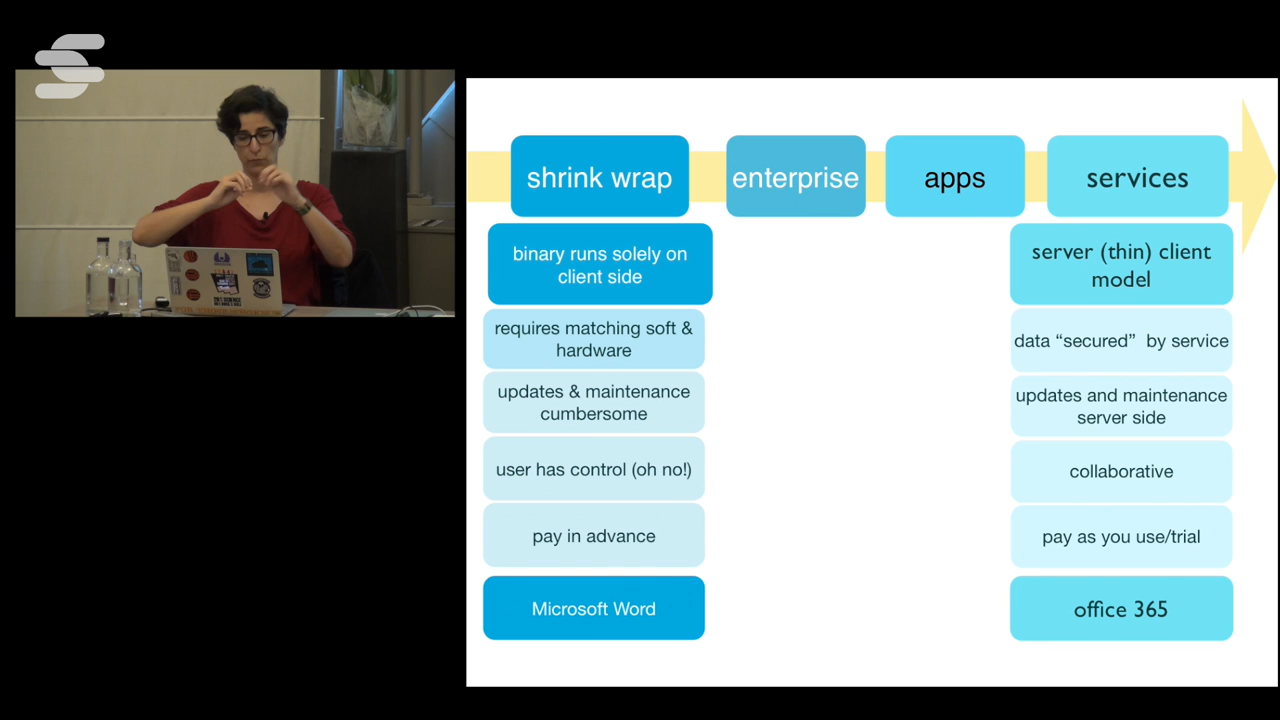 shrink wrap
enterprise
apps
services
binary runs solely on
client side
requires matching soft &
hardware
updates & maintenance
cumbersome
user has control (oh no!)
pay in advance
Microsoft Word
server (thin) client
model
data “secured” by service
updates and maintenance
server side
collaborative
pay as you use/trial
office 365